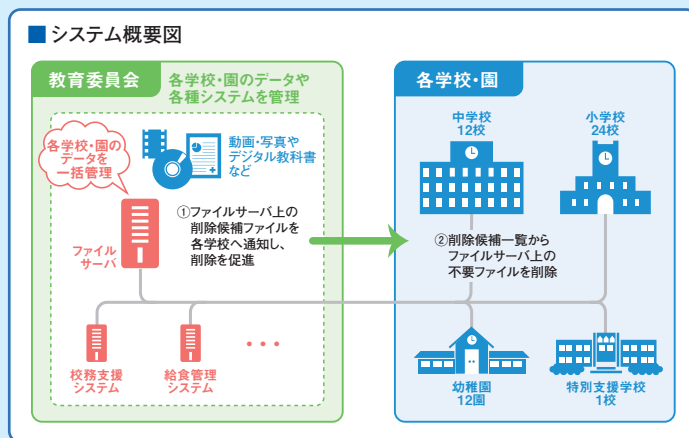 ■システム概要図
教育委員会
各学校・園のデータや
各種システムを管理
各学校・園の
データを
一括管理
動画・写真や
デジタル教科書
など
ファイル
サーバ
①ファイルサーバ上の
削除候補ファイルを
各学校へ通知し、
削除を促進
校務支援
システム
給食管理
システム
・・・
各学校・園
中学校
12校
小学校
24校
②削除候補一覧から
ファイルサーバ上の
不要ファイルを削除
幼稚園
12園
特別支援学校
1校